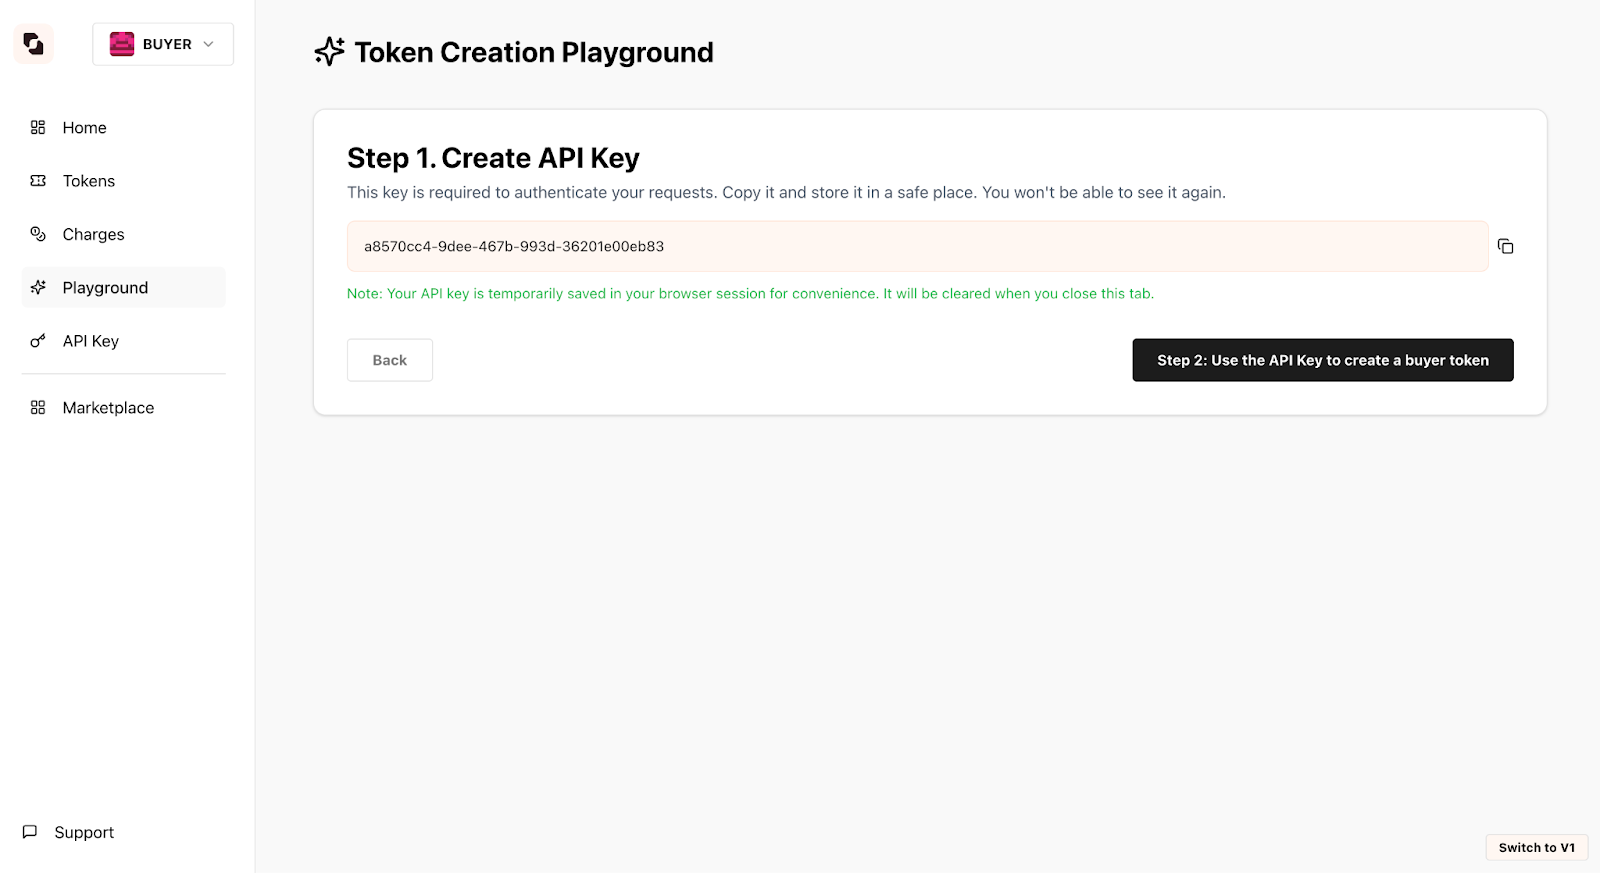 BUYER
Home
Tokens
Charges
Playground
API Key
Marketplace
Support
Token Creation Playground
Step 1. Create API Key
This key is required to authenticate your requests. Copy it and store it in a safe place. You won't be able to see it again.
a8570cc4-9dee-467b-993d-36201e00eb83
Note: Your API key is temporarily saved in your browser session for convenience. It will be cleared when you close this tab.
Back
Step 2: Use the API Key to create a buyer token
Switch to V1